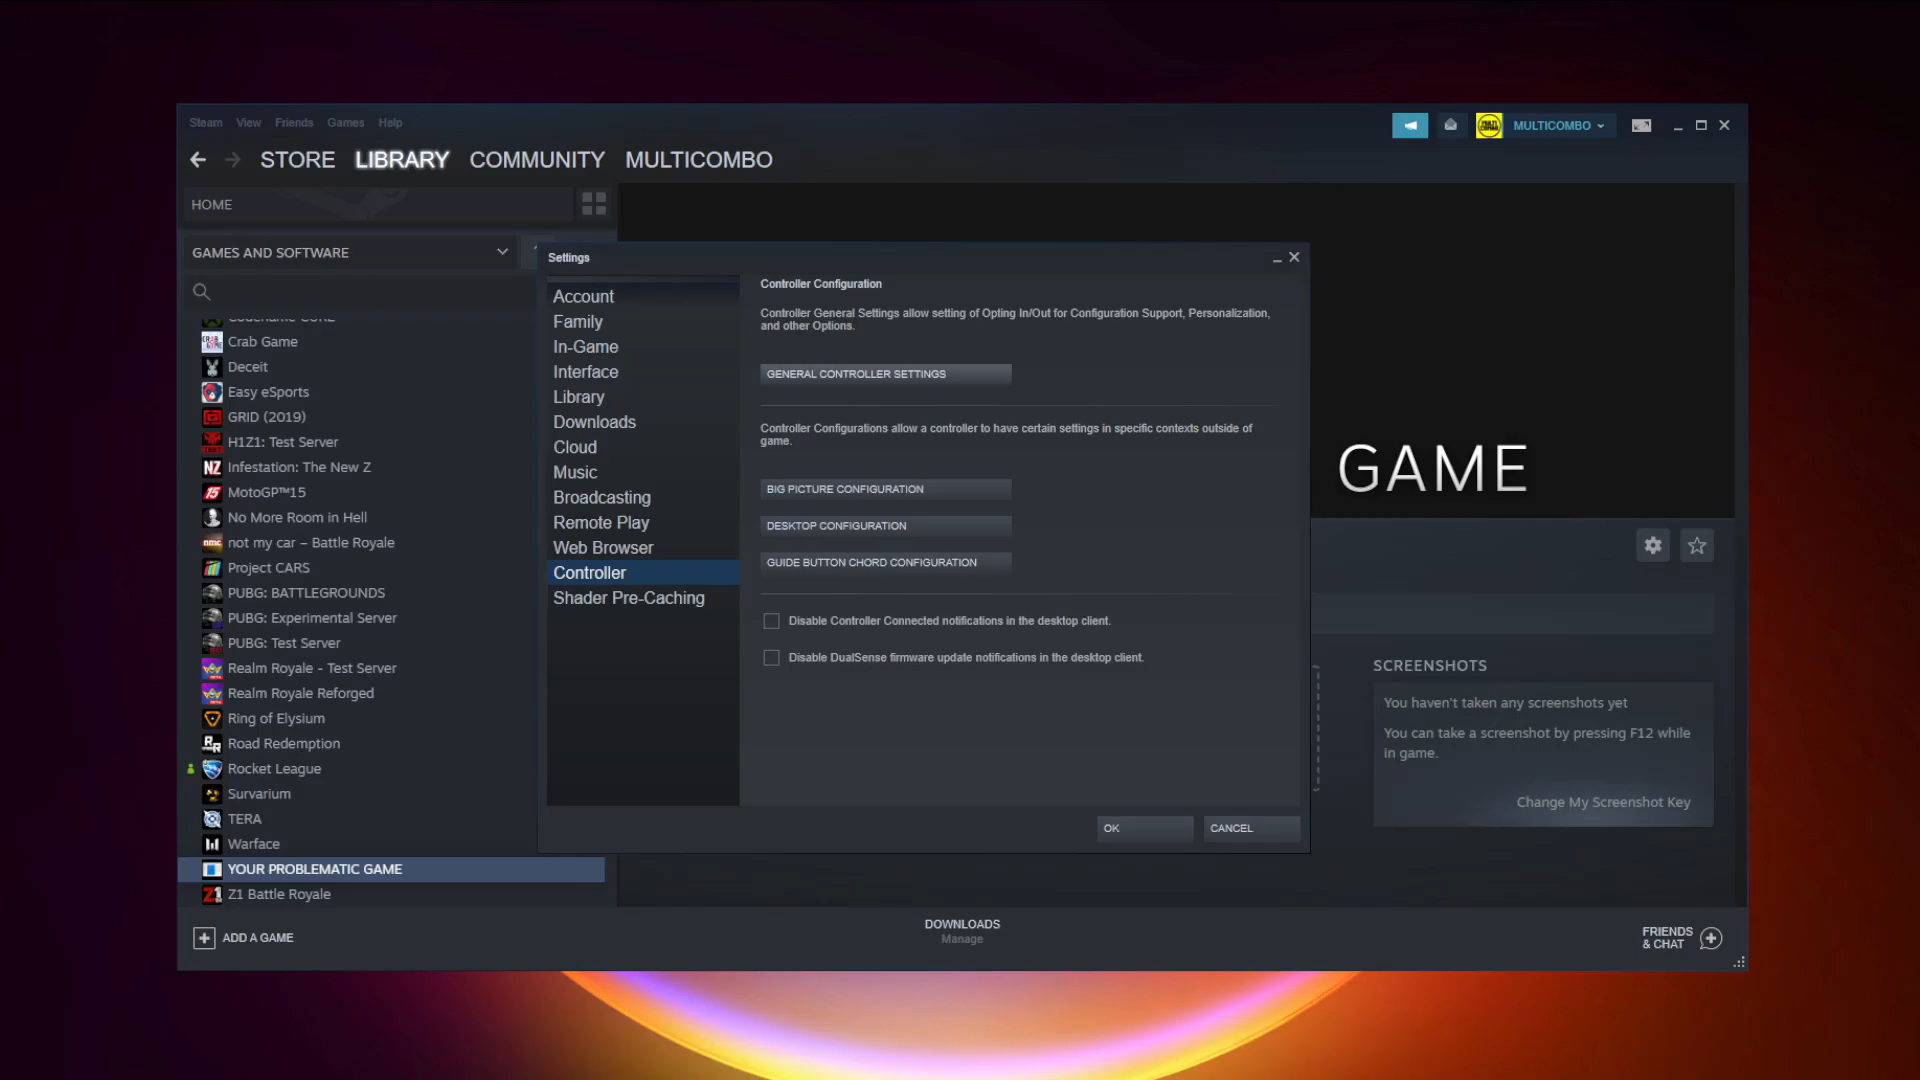 Steam View Friends Games Help
MULTICOMBO
STORE LIBRARY COMMUNITY MULTICOMBO
HOME
GAMES AND SOFTWARE
Crab Game
Deceit
Easy eSports
GRID (2019)
H1Z1: Test Server
Infestation: The New Z
MotoGP™15
No More Room in Hell
not my car – Battle Royale
Project CARS
PUBG: BATTLEGROUNDS
PUBG: Experimental Server
PUBG: Test Server
Realm Royale - Test Server
Realm Royale Reforged
Ring of Elysium
Road Redemption
Rocket League
Survarium
TERA
Warface
YOUR PROBLEMATIC GAME
Z1 Battle Royale
Settings
Account
Family
In-Game
Interface
Library
Downloads
Cloud
Music
Broadcasting
Remote Play
Web Browser
Controller
Shader Pre-Caching
Controller Configuration
Controller General Settings allow setting of Opting In/Out for Configuration Support, Personalization,
and other Options.
GENERAL CONTROLLER SETTINGS
Controller Configurations allow a controller to have certain settings in specific contexts outside of
game.
BIG PICTURE CONFIGURATION
DESKTOP CONFIGURATION
GUIDE BUTTON CHORD CONFIGURATION
Disable Controller Connected notifications in the desktop client.
Disable DualSense firmware update notifications in the desktop client.
OK CANCEL
GAME
SCREENSHOTS
You haven't taken any screenshots yet
You can take a screenshot by pressing F12 while
in game.
Change My Screenshot Key
ADD A GAME
DOWNLOADS
Manage
FRIENDS
& CHAT